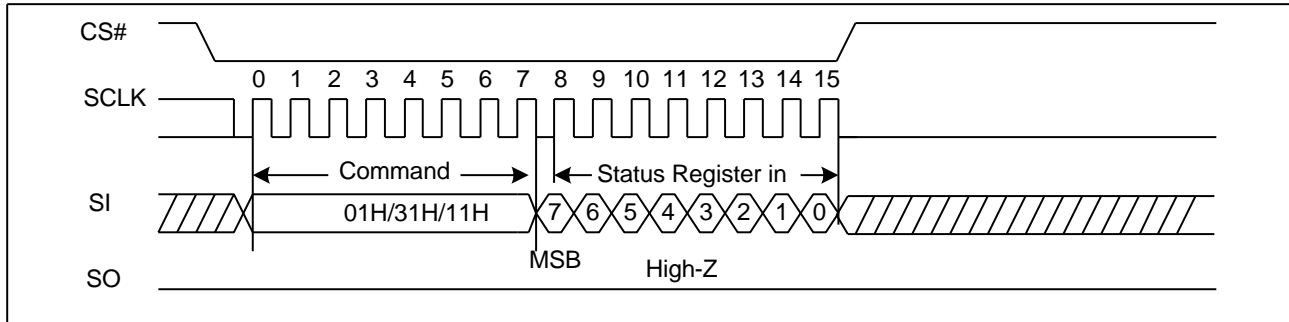 CS#
0 1 2 3 4 5 6 7 8 9 10 11 12 13 14 15
SCLK
Command Status Register in
SI 01H/31H/11H 7 6 5 4 3 2 1 0
MSB High-Z
SO